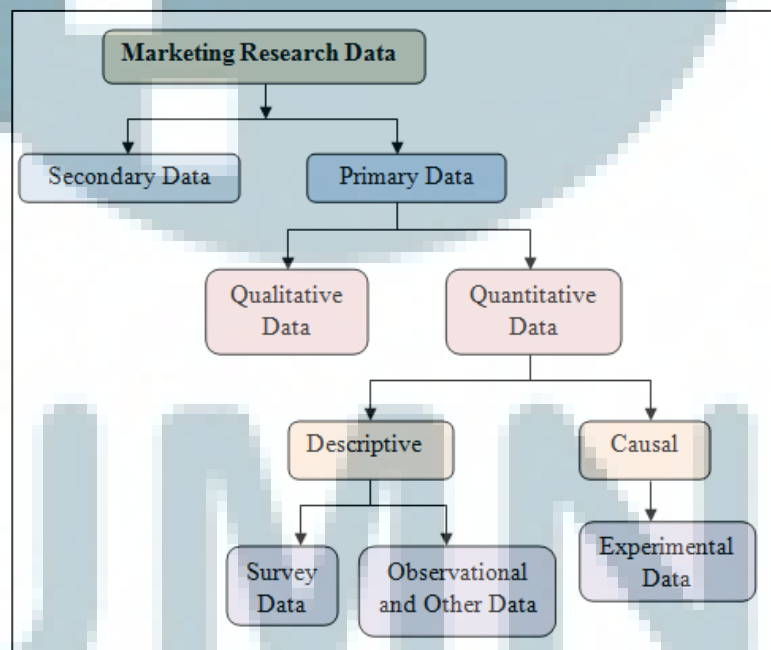 Marketing Research Data
Secondary Data
Primary Data
Qualitative
Data
Quantitative
Data
Descriptive
Causal
Survey
Data
Observational
and Other Data
Experimental
Data
UMN